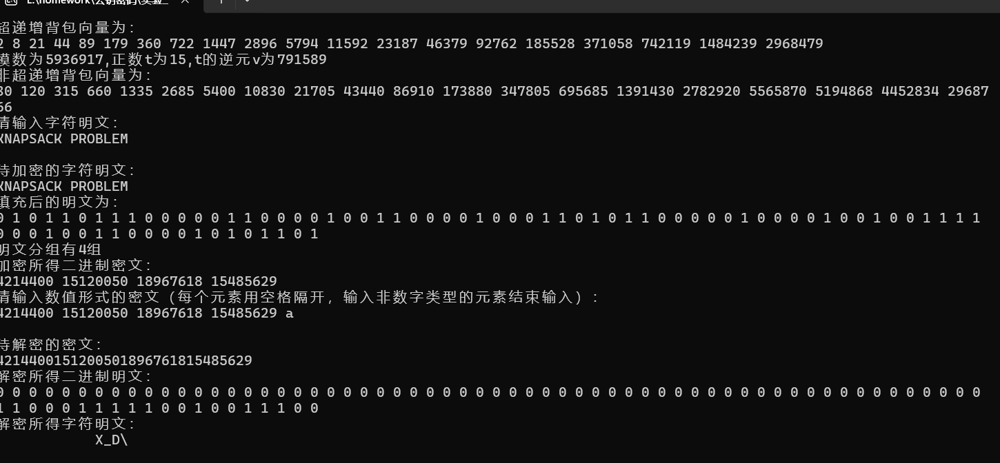 E:\homework\公钥密码\实验_
超递增背包向量为:
2 8 21 44 89 179 360 722 1447 2896 5794 11592 23187 46379 92762 185528 371058 742119 1484239 2968479
模数为5936917,正数t为15,t的逆元v为791589
非超递增背包向量为:
30 120 315 660 1335 2685 5400 10830 21705 43440 86910 173880 347805 695685 1391430 2782920 5565870 5194868 4452834 29687
66
请输入字符明文:
KNAPSACK PROBLEM
待加密的字符明文:
KNAPSACK PROBLEM
填充后的明文为:
0 1 0 1 1 0 1 1 1 0 0 0 0 0 1 1 0 0 0 0 1 0 0 1 1 0 0 0 0 1 0 0 0 1 1 0 1 0 1 1 0 0 0 0 0 1 0 0 0 0 1 0 0 1 0 0 1 1 1 1
0 0 0 1 0 0 1 1 0 0 0 0 1 0 1 0 1 1 0 1
明文分组有4组
加密所得二进制密文:
4214400 15120050 18967618 15485629
请输入数值形式的密文（每个元素用空格隔开，输入非数字类型的元素结束输入）:
4214400 15120050 18967618 15485629 a
待解密的密文:
4214400151200501896761815485629
解密所得二进制明文:
0 0 0 0 0 0 0 0 0 0 0 0 0 0 0 0 0 0 0 0 0 0 0 0 0 0 0 0 0 0 0 0 0 0 0 0 0 0 0 0 0 0 0 0 0 0 0 0 0 0 0 0 0 0 0 0 0 0 0 0
1 1 0 0 0 1 1 1 1 1 0 0 1 0 0 1 1 1 0 0
解密所得字符明文:
X_D\